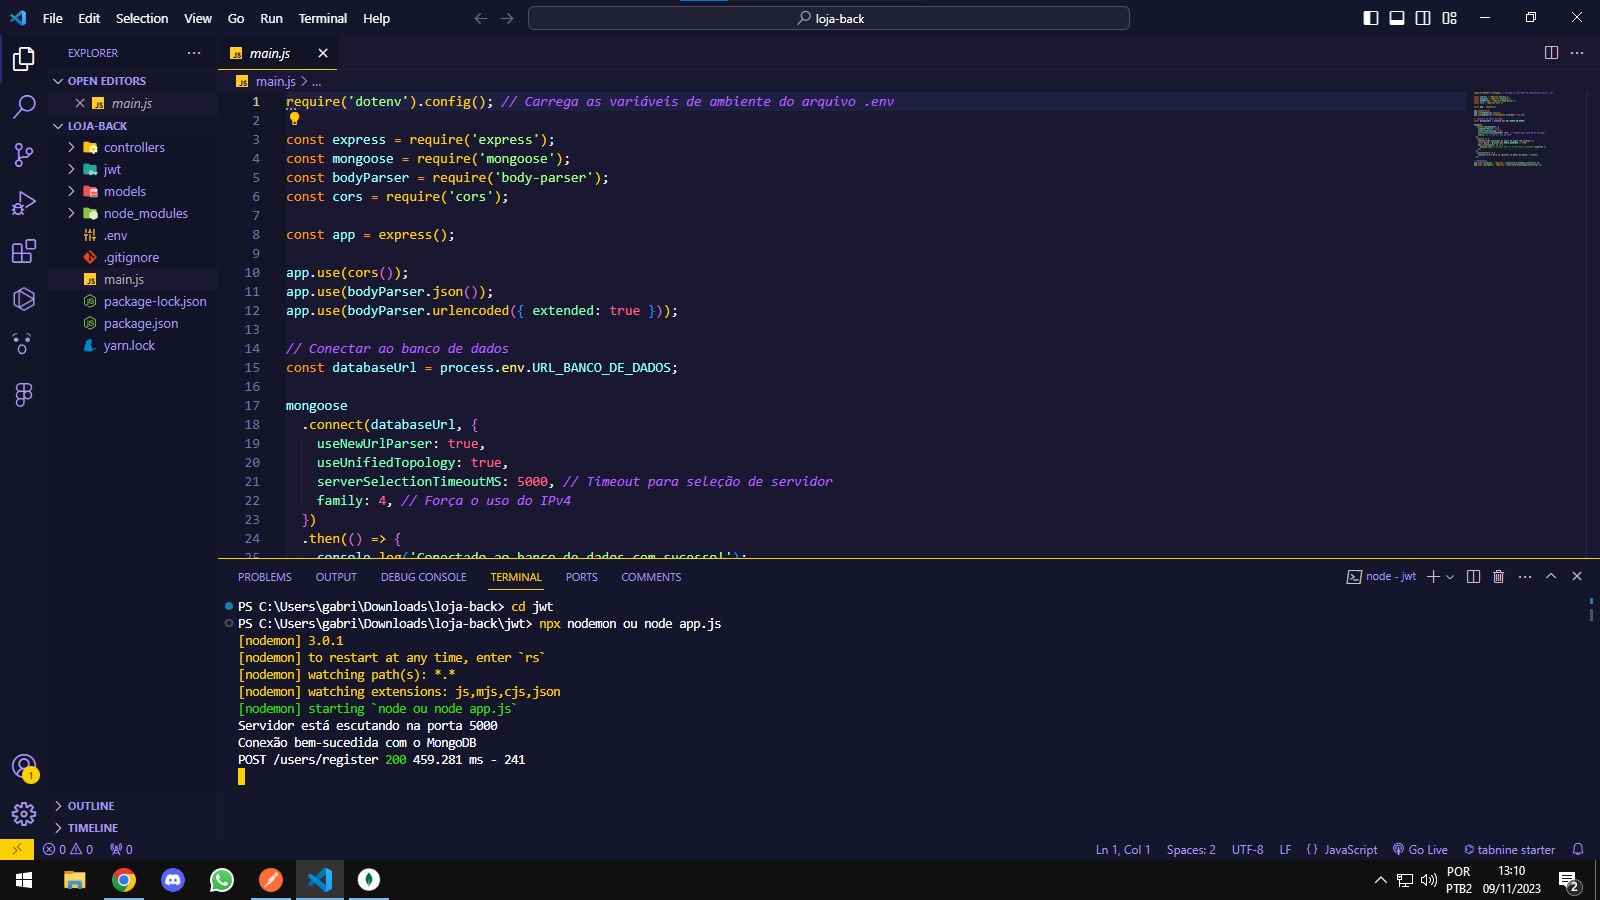 File Edit Selection View Go Run Terminal Help
loja-back
EXPLORER
OPEN EDITORS
main.js
LOJA-BACK
controllers
jwt
models
node_modules
.env
.gitignore
main.js
package-lock.json
package.json
yarn.lock
OUTLINE
TIMELINE
main.js
main.js > ...
1 require('dotenv').config(); // Carrega as variáveis de ambiente do arquivo .env
2
3 const express = require('express');
4 const mongoose = require('mongoose');
5 const bodyParser = require('body-parser');
6 const cors = require('cors');
7
8 const app = express();
9
10 app.use(cors());
11 app.use(bodyParser.json());
12 app.use(bodyParser.urlencoded({ extended: true }));
13
14 // Conectar ao banco de dados
15 const databaseUrl = process.env.URL_BANCO_DE_DADOS;
16
17 mongoose
18 .connect(databaseUrl, {
19 useNewUrlParser: true,
20 useUnifiedTopology: true,
21 serverSelectionTimeoutMS: 5000, // Timeout para seleção de servidor
22 family: 4, // Força o uso do IPv4
23 })
24 .then(() => {
25 console.log('Conectado ao banco de dados com sucesso!');
PROBLEMS OUTPUT DEBUG CONSOLE TERMINAL PORTS COMMENTS
node - jwt
PS C:\Users\gabri\Downloads\loja-back> cd jwt
PS C:\Users\gabri\Downloads\loja-back\jwt> npx nodemon ou node app.js
[nodemon] 3.0.1
[nodemon] to restart at any time, enter `rs`
[nodemon] watching path(s): *.*
[nodemon] watching extensions: js,mjs,cjs,json
[nodemon] starting `node ou node app.js`
Servidor está escutando na porta 5000
Conexão bem-sucedida com o MongoDB
POST /users/register 200 459.281 ms - 241
1
0 0 0
Ln 1, Col 1 Spaces: 2 UTF-8 LF {} JavaScript Go Live tabnine starter
POR
PTB2
13:10
09/11/2023
2